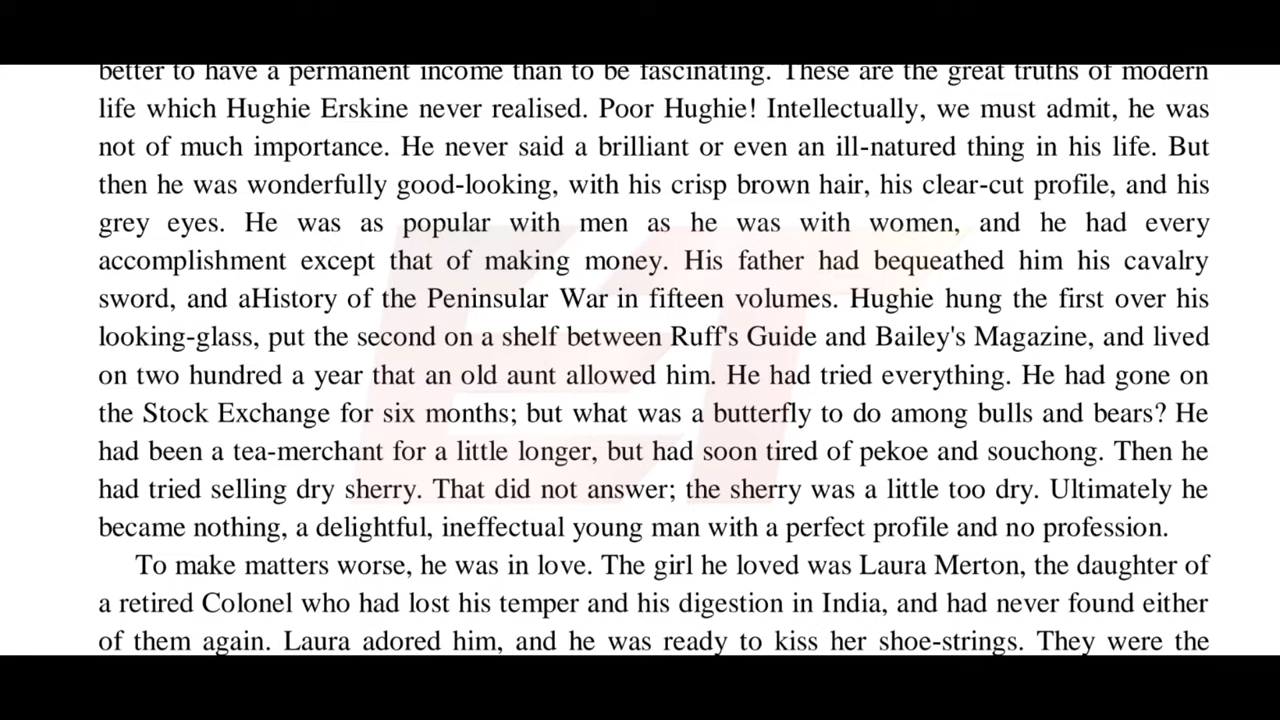 better to have a permanent income than to be fascinating. These are the great truths of modern
life which Hughie Erskine never realised. Poor Hughie! Intellectually, we must admit, he was
not of much importance. He never said a brilliant or even an ill-natured thing in his life. But
then he was wonderfully good-looking, with his crisp brown hair, his clear-cut profile, and his
grey eyes. He was as popular with men as he was with women, and he had every
accomplishment except that of making money. His father had bequeathed him his cavalry
sword, and aHistory of the Peninsular War in fifteen volumes. Hughie hung the first over his
looking-glass, put the second on a shelf between Ruff's Guide and Bailey's Magazine, and lived
on two hundred a year that an old aunt allowed him. He had tried everything. He had gone on
the Stock Exchange for six months; but what was a butterfly to do among bulls and bears? He
had been a tea-merchant for a little longer, but had soon tired of pekoe and souchong. Then he
had tried selling dry sherry. That did not answer; the sherry was a little too dry. Ultimately he
became nothing, a delightful, ineffectual young man with a perfect profile and no profession.
To make matters worse, he was in love. The girl he loved was Laura Merton, the daughter of
a retired Colonel who had lost his temper and his digestion in India, and had never found either
of them again. Laura adored him, and he was ready to kiss her shoe-strings. They were the